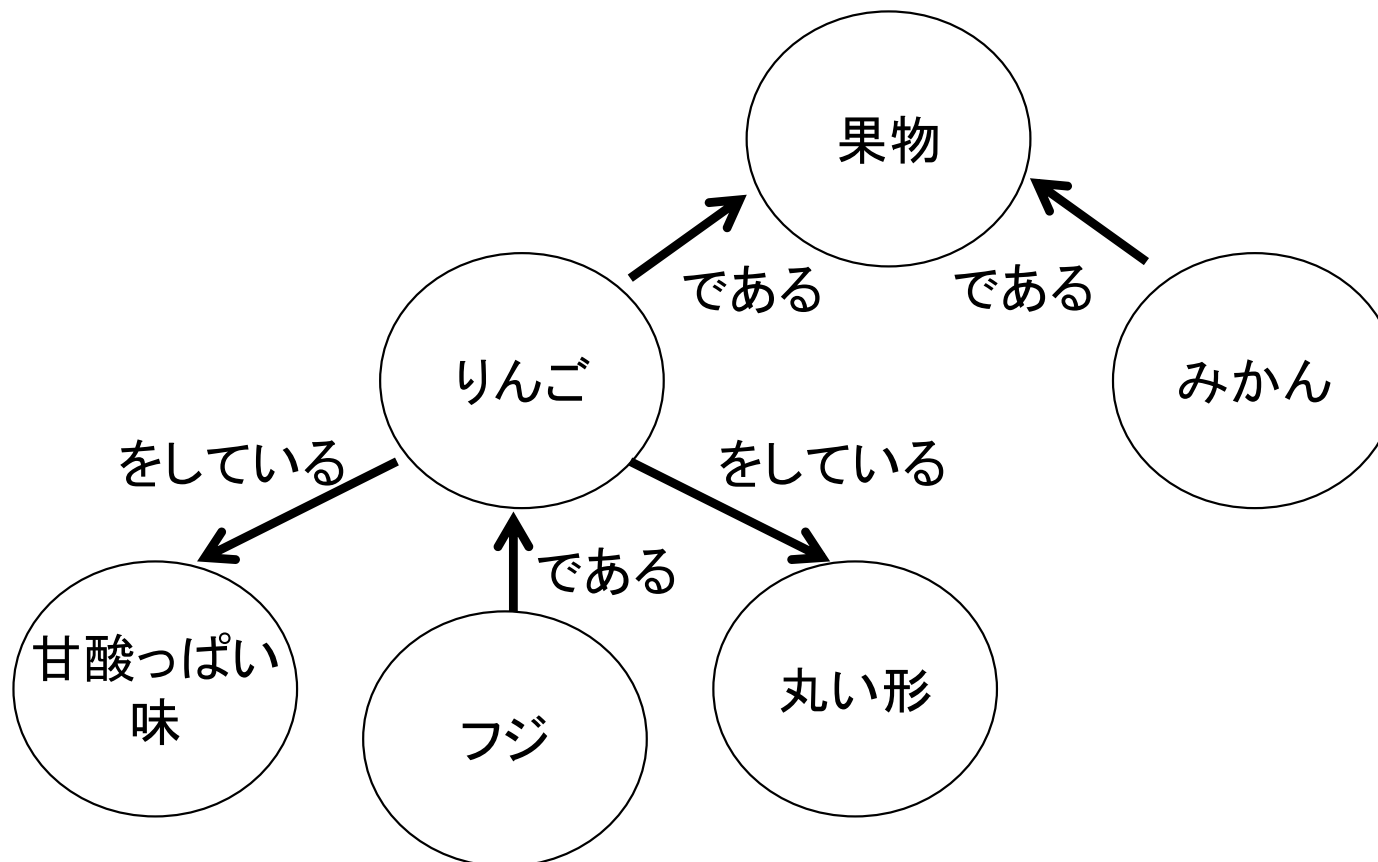 果物
である
である
りんご
みかん
をしている
をしている
である
甘酸っぱい
味
フジ
丸い形